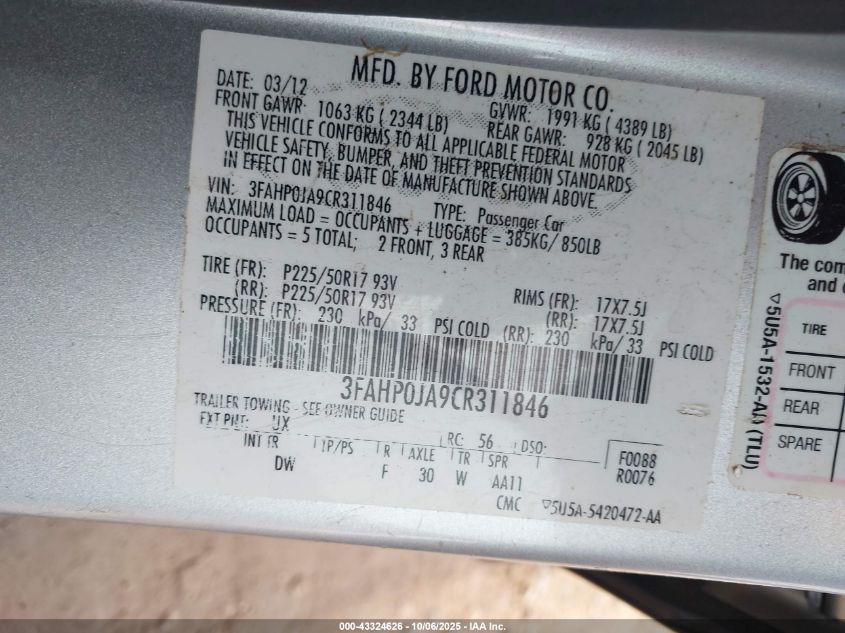 MFD. BY FORD MOTOR CO.
DATE: 03/12 GVWR: 1991 KG ( 4389 LB)
FRONT GAWR: 1063 KG ( 2344 LB) REAR GAWR: 928 KG ( 2045 LB)
THIS VEHICLE CONFORMS TO ALL APPLICABLE FEDERAL MOTOR
VEHICLE SAFETY, BUMPER, AND THEFT PREVENTION STANDARDS
IN EFFECT ON THE DATE OF MANUFACTURE SHOWN ABOVE.
VIN: 3FAHP0JA9CR311846 TYPE: Passenger Car
MAXIMUM LOAD = OCCUPANTS + LUGGAGE = 385KG/ 850LB
OCCUPANTS = 5 TOTAL; 2 FRONT, 3 REAR
TIRE (FR): P225/50R17 93V RIMS (FR): 17X7.5J
(RR): P225/50R17 93V (RR): 17X7.5J
PRESSURE (FR): 230 kPa/ 33 PSI COLD (RR): 230 kPa/ 33 PSI COLD
3FAHP0JA9CR311846
TRAILER TOWING - SEE OWNER GUIDE
EXT PNT: UX RC: 56 DSO:
INT TR TP/PS R AXLE TR SPR F0088
DW F 30 W AA11 R0076
CMC ▽5U5A-5420472-AA
The com
and
▽5U5A-1532-A (TLU)
TIRE
FRONT
REAR
SPARE
000-43324626 - 10/06/2025 - IAA Inc.